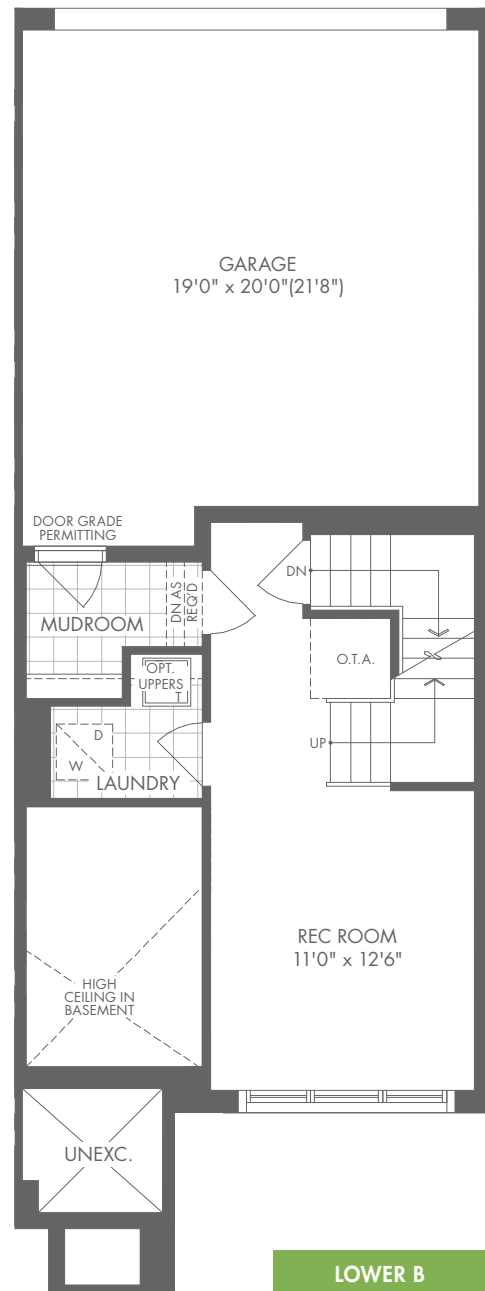 GARAGE
19'0" x 20'0"(21'8")
DOOR GRADE
PERMITTING
DN
MUDROOM
DN AS
REQ'D
O.T.A.
OPT.
UPPERS
T
D
W
UP
LAUNDRY
REC ROOM
11'0" x 12'6"
HIGH
CEILING IN
BASEMENT
UNEXC.
LOWER B